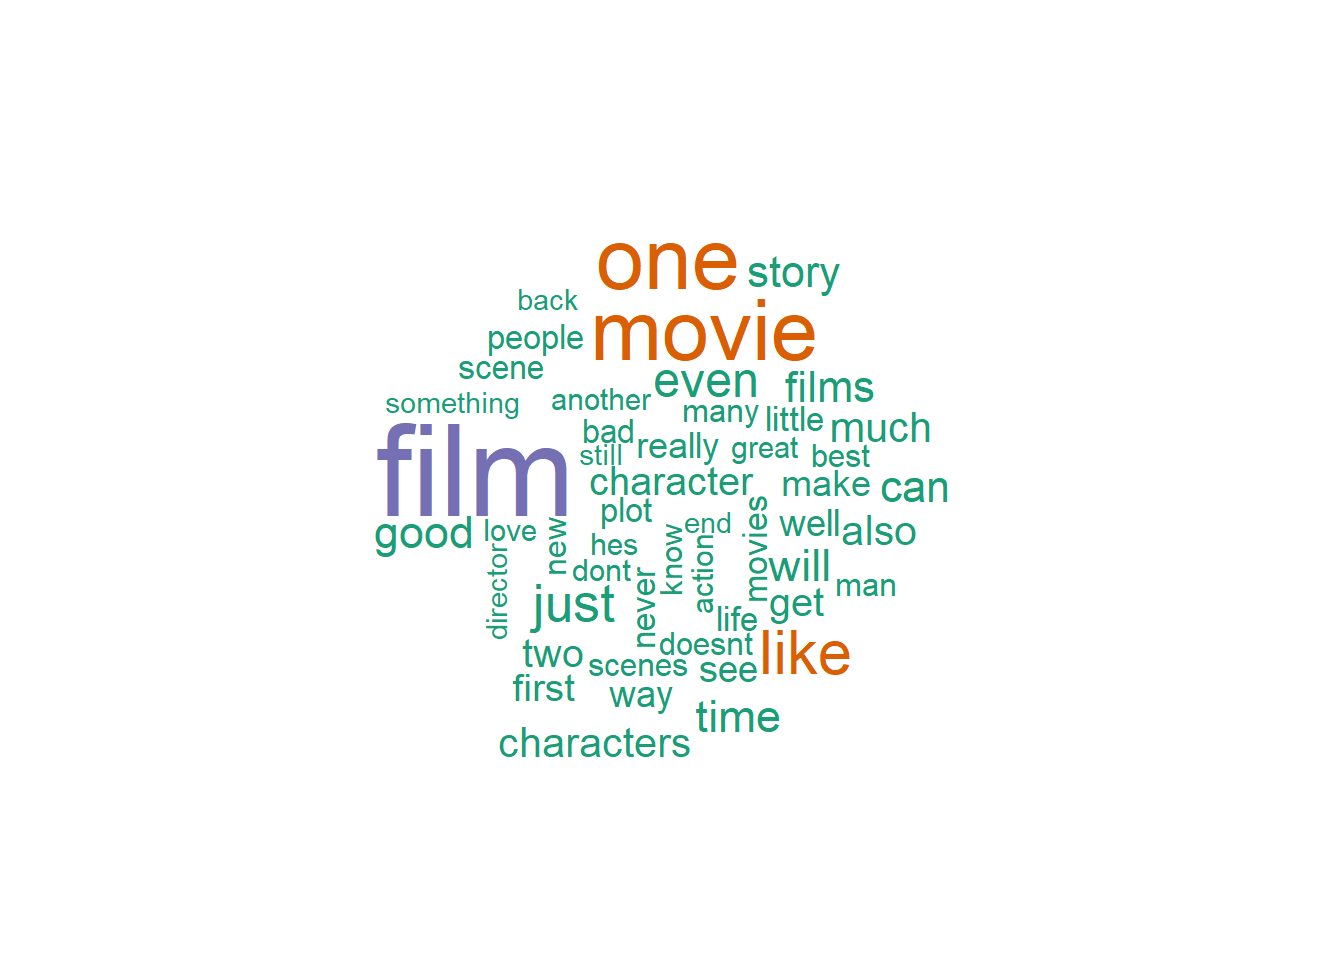 one
story
back
movie
people
scene
even
films
something
another
many
little
much
film
bad
really
great
still
best
character
make
can
plot
end
good
love
new
hes
know
action
movies
well
also
director
dont
never
will
man
just
life
get
two
scenes
doesnt
see
like
first
way
time
characters